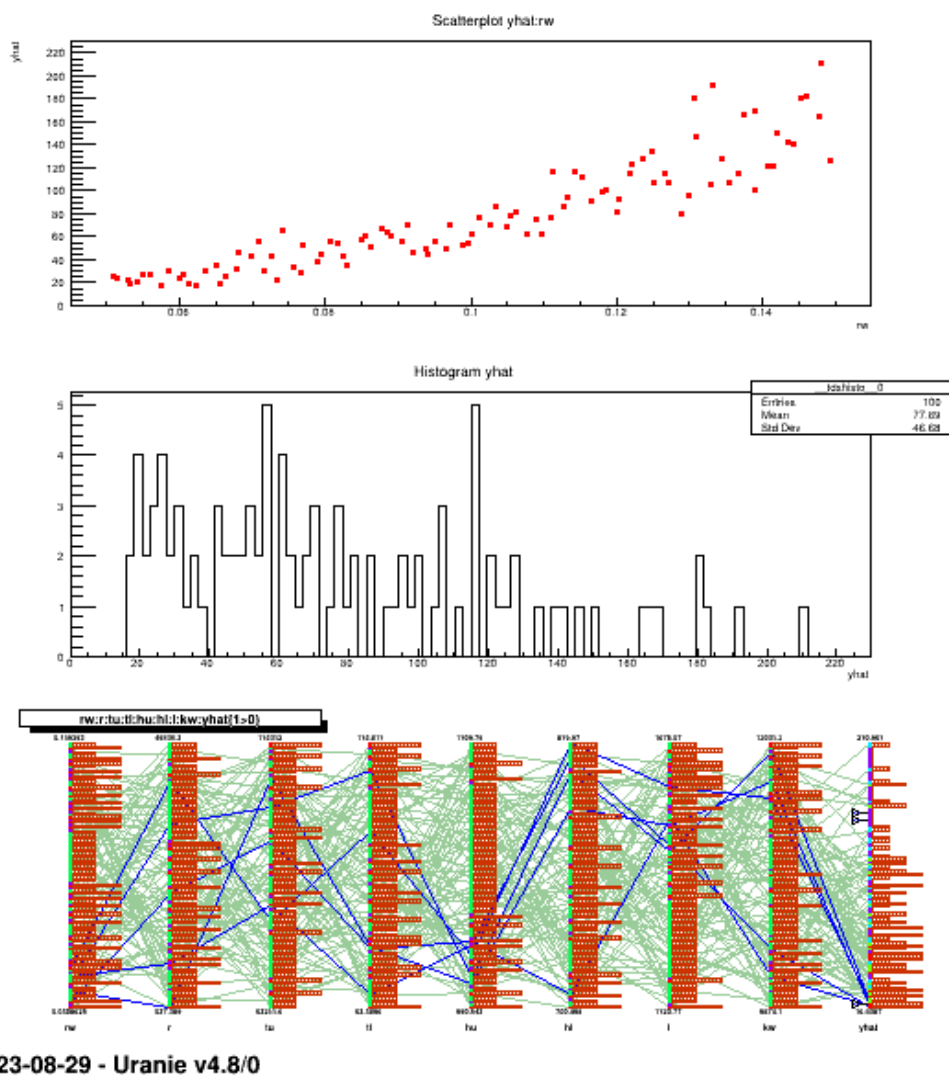 Scatterplot yhat:rw
yhat
220
200
180
160
140
120
100
80
60
40
20
0
0.06 0.08 0.1 0.12 0.14
rw
Histogram yhat
__tdshisto__0
Entries 100
Mean 77.69
Std Dev 46.68
5
4
3
2
1
0
0 20 40 60 80 100 120 140 160 180 200 220
yhat
rw:r:tu:tl:hu:hl:l:kw:yhat{1>0}
rw r tu tl hu hl l kw yhat
23-08-29 - Uranie v4.8/0